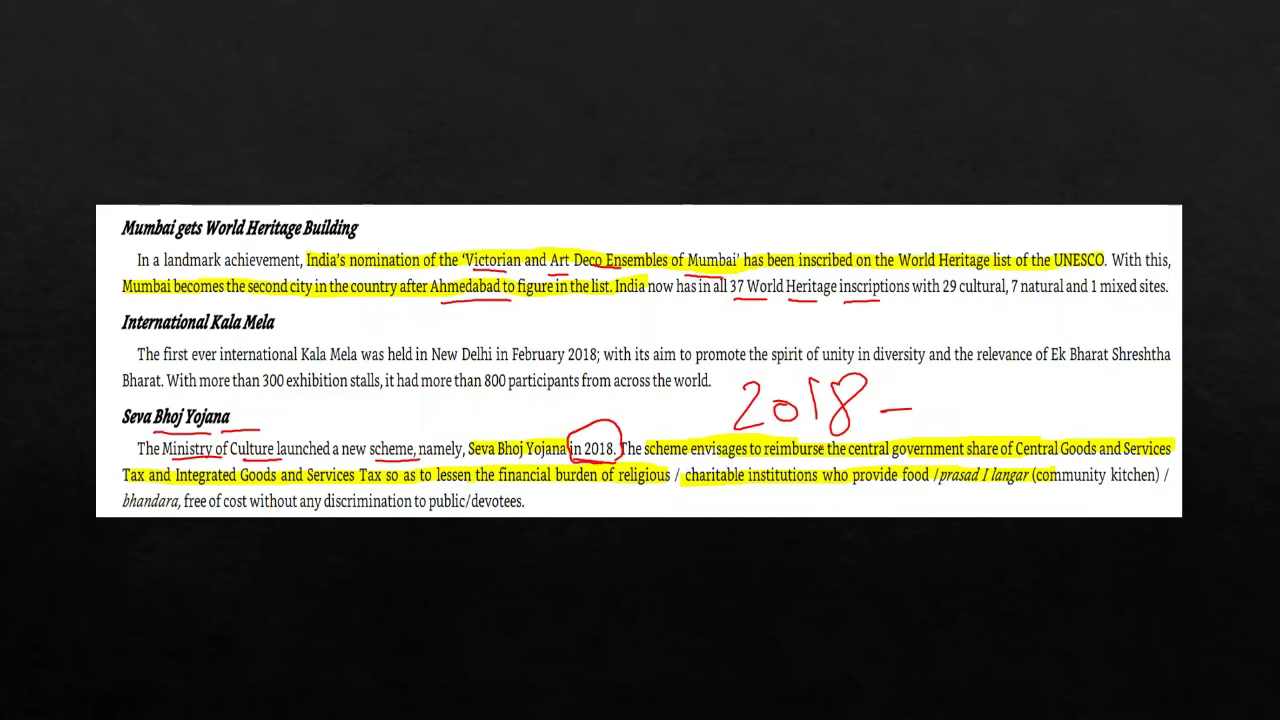 Mumbai gets World Heritage Building
In a landmark achievement, India's nomination of the 'Victorian and Art Deco Ensembles of Mumbai' has been inscribed on the World Heritage list of the UNESCO. With this,
Mumbai becomes the second city in the country after Ahmedabad to figure in the list. India now has in all 37 World Heritage inscriptions with 29 cultural, 7 natural and 1 mixed sites.
International Kala Mela
The first ever international Kala Mela was held in New Delhi in February 2018; with its aim to promote the spirit of unity in diversity and the relevance of Ek Bharat Shreshtha
Bharat. With more than 300 exhibition stalls, it had more than 800 participants from across the world.
2018 -
Seva Bhoj Yojana
The Ministry of Culture launched a new scheme, namely, Seva Bhoj Yojana in 2018. The scheme envisages to reimburse the central government share of Central Goods and Services
Tax and Integrated Goods and Services Tax so as to lessen the financial burden of religious / charitable institutions who provide food /prasad I langar (community kitchen) /
bhandara, free of cost without any discrimination to public/devotees.